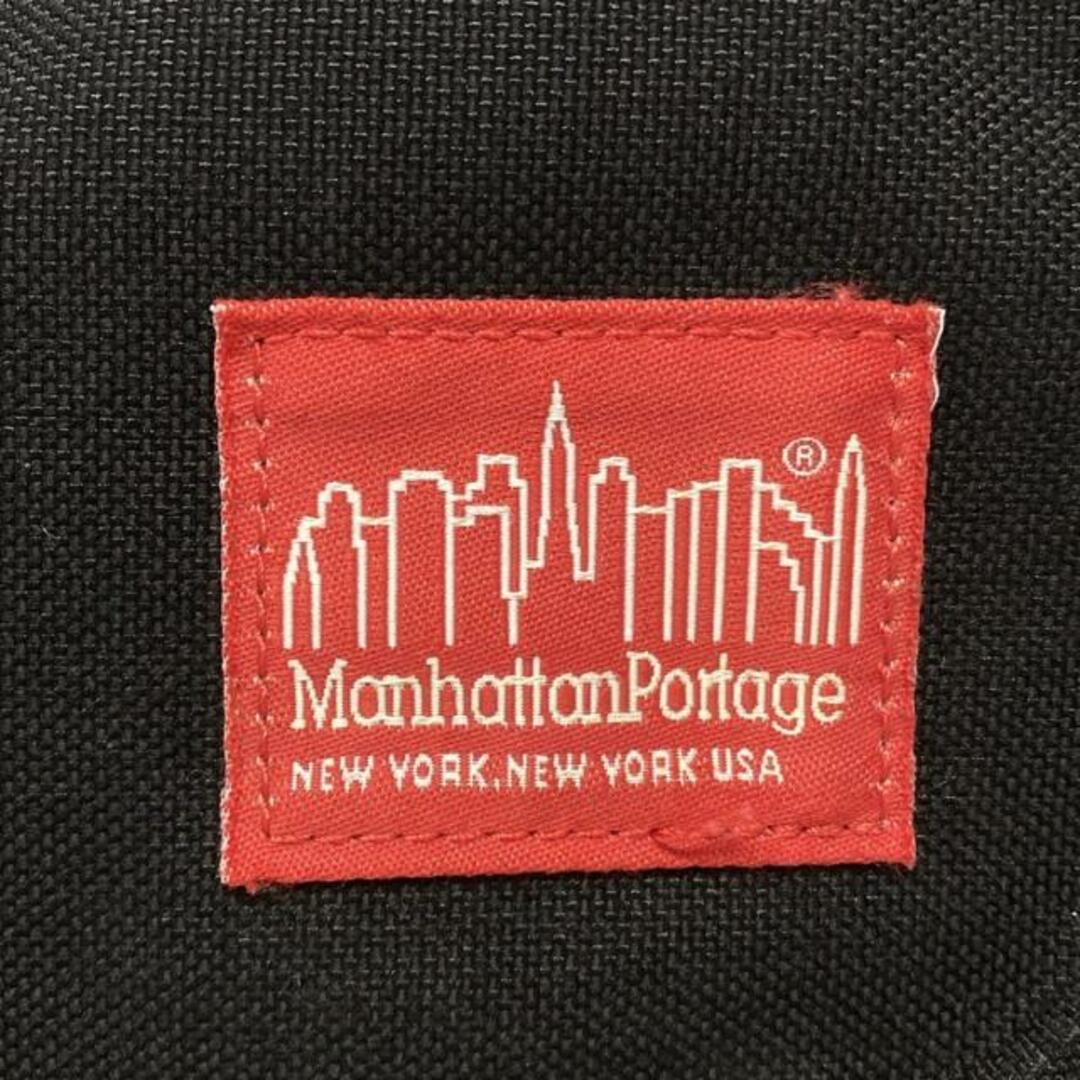 ®
ManhattanPortage
NEW YORK, NEW YORK USA